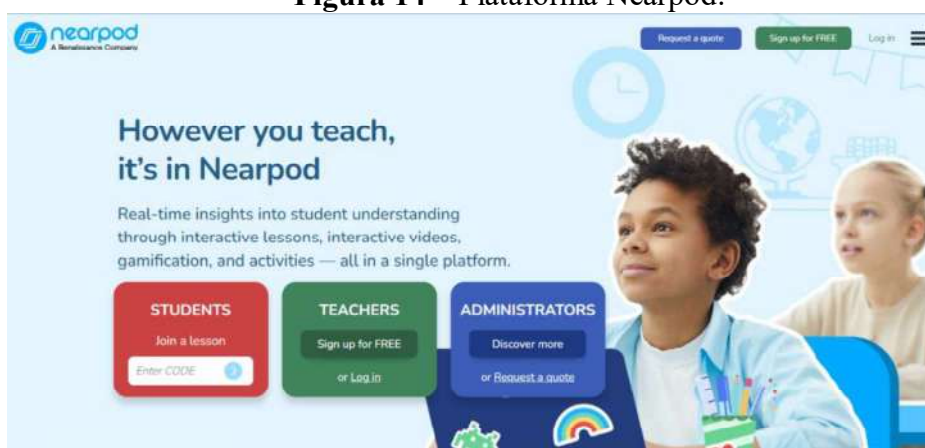 Figura 14 – Plataforma Nearpod.
nearpod
A Renaissance Company
Request a quote
Sign up for FREE
Log in
However you teach,
it's in Nearpod
Real-time insights into student understanding
through interactive lessons, interactive videos,
gamification, and activities — all in a single platform.
STUDENTS
Join a lesson
Enter CODE
TEACHERS
Sign up for FREE
or Log in
ADMINISTRATORS
Discover more
or Request a quote